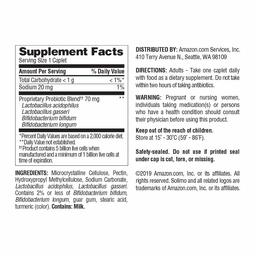 Supplement Facts
Serving Size 1 Caplet
Amount Per Serving % Daily Value
Total Carbohydrate <1 g <1%*
Sodium 20 mg 1%
Proprietary Probiotic Blend 70 mg **
Lactobacillus acidophilus
Lactobacillus gasseri
Bifidobacterium bifidum
Bifidobacterium longum
*Percent Daily Values are based on a 2,000 calorie diet.
**Daily Value not established.
Product contains 5 billion live cells when
manufactured and a minimum of 1 billion live cells at
time of expiration.
INGREDIENTS: Microcrystalline Cellulose, Pectin,
Hydroxypropyl Methylcellulose, Sodium Carbonate,
Lactobacillus acidophilus, Lactobacillus gasseri.
Contains 2% or less of Bifidobacterium bifidum,
Bifidobacterium longum, guar gum, stearic acid,
turmeric (color). Contains: Milk.
DISTRIBUTED BY: Amazon.com Services, Inc.
410 Terry Avenue N., Seattle, WA 98109
DIRECTIONS: Adults - Take one caplet daily
with food as a dietary supplement. Do not take
within two hours of taking antibiotics.
WARNING: Pregnant or nursing women,
individuals taking medication(s) or persons
who have a health condition should consult
their physician before using this product.
Keep out of the reach of children.
Store at 15° - 30°C (59° - 86°F).
Safety-sealed. Do not use if printed seal
under cap is cut, torn, or missing.
©2019 Amazon.com, Inc. or its affiliates. All
rights reserved. Solimo and all related logos are
trademarks of Amazon.com, Inc. or its affiliates.